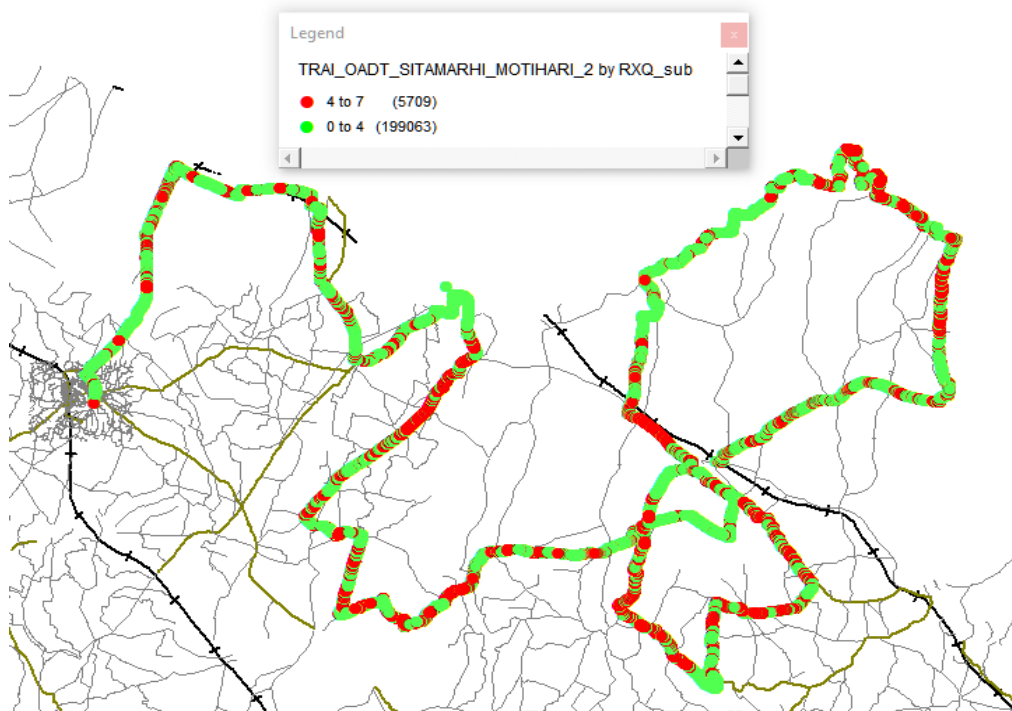 Legend
x
TRAI_OADT_SITAMARHI_MOTIHARI_2 by RXQ_sub
4 to 7 (5709)
0 to 4 (199063)